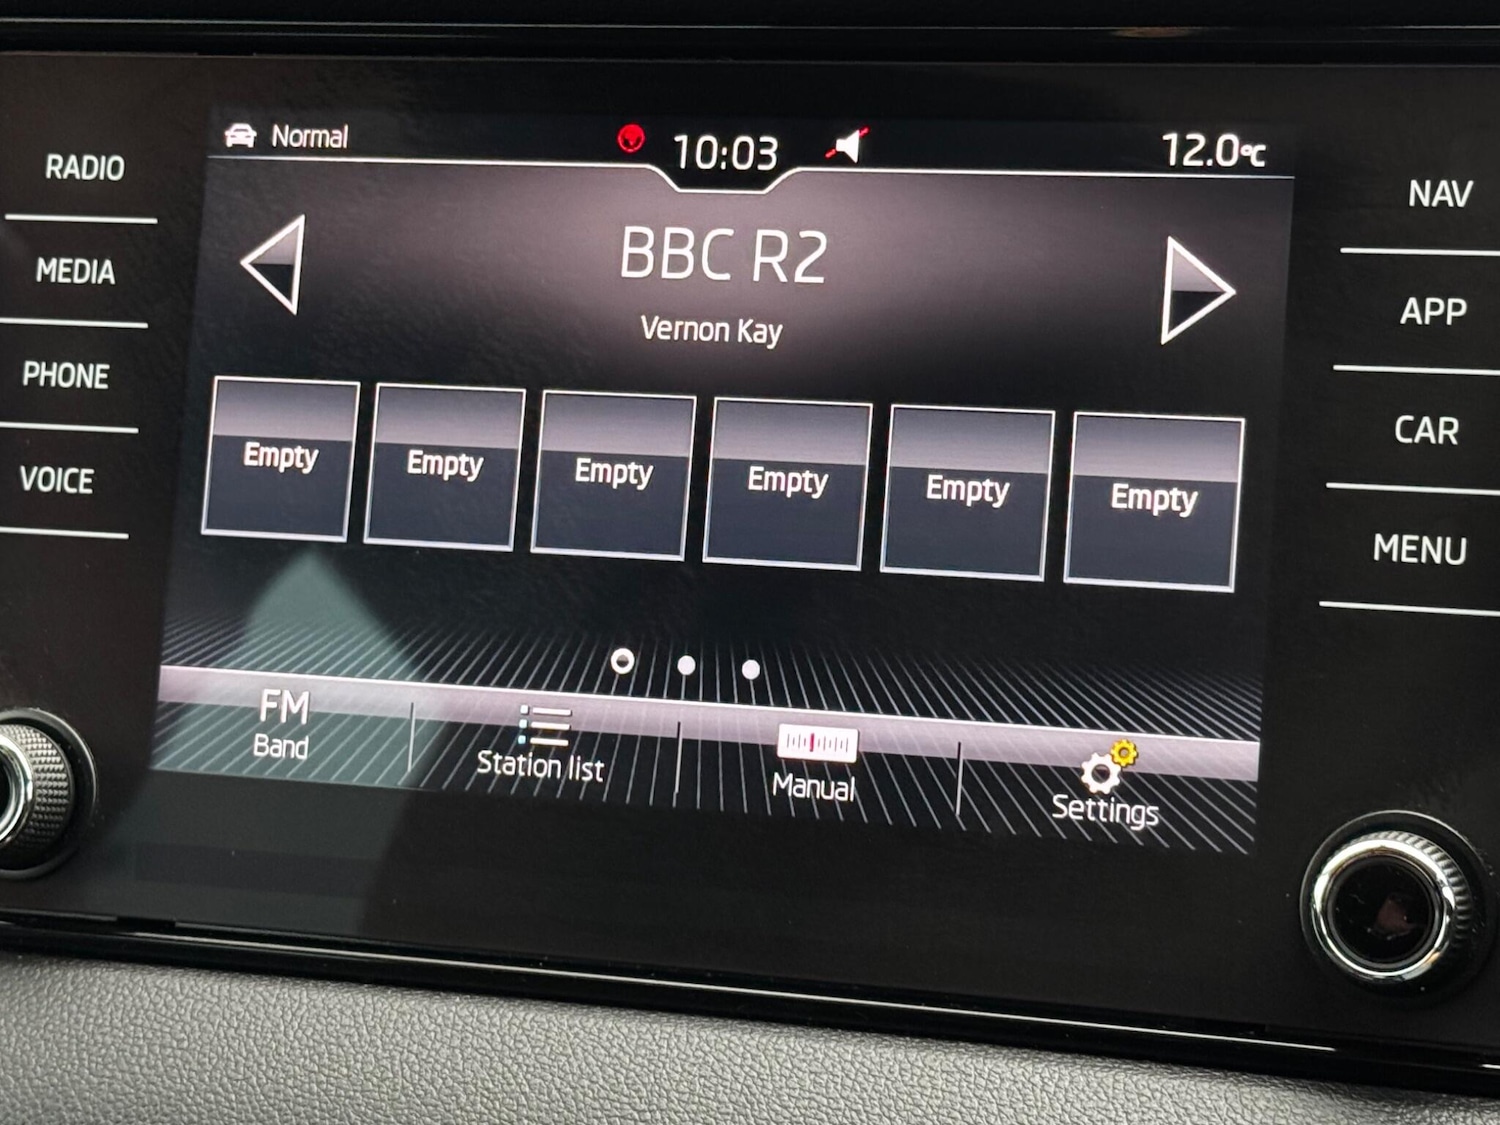 Normal
10:03
12.0°C
RADIO
MEDIA
PHONE
VOICE
BBC R2
Vernon Kay
Empty Empty Empty Empty Empty Empty
FM
Band
Station list
Manual
Settings
NAV
APP
CAR
MENU